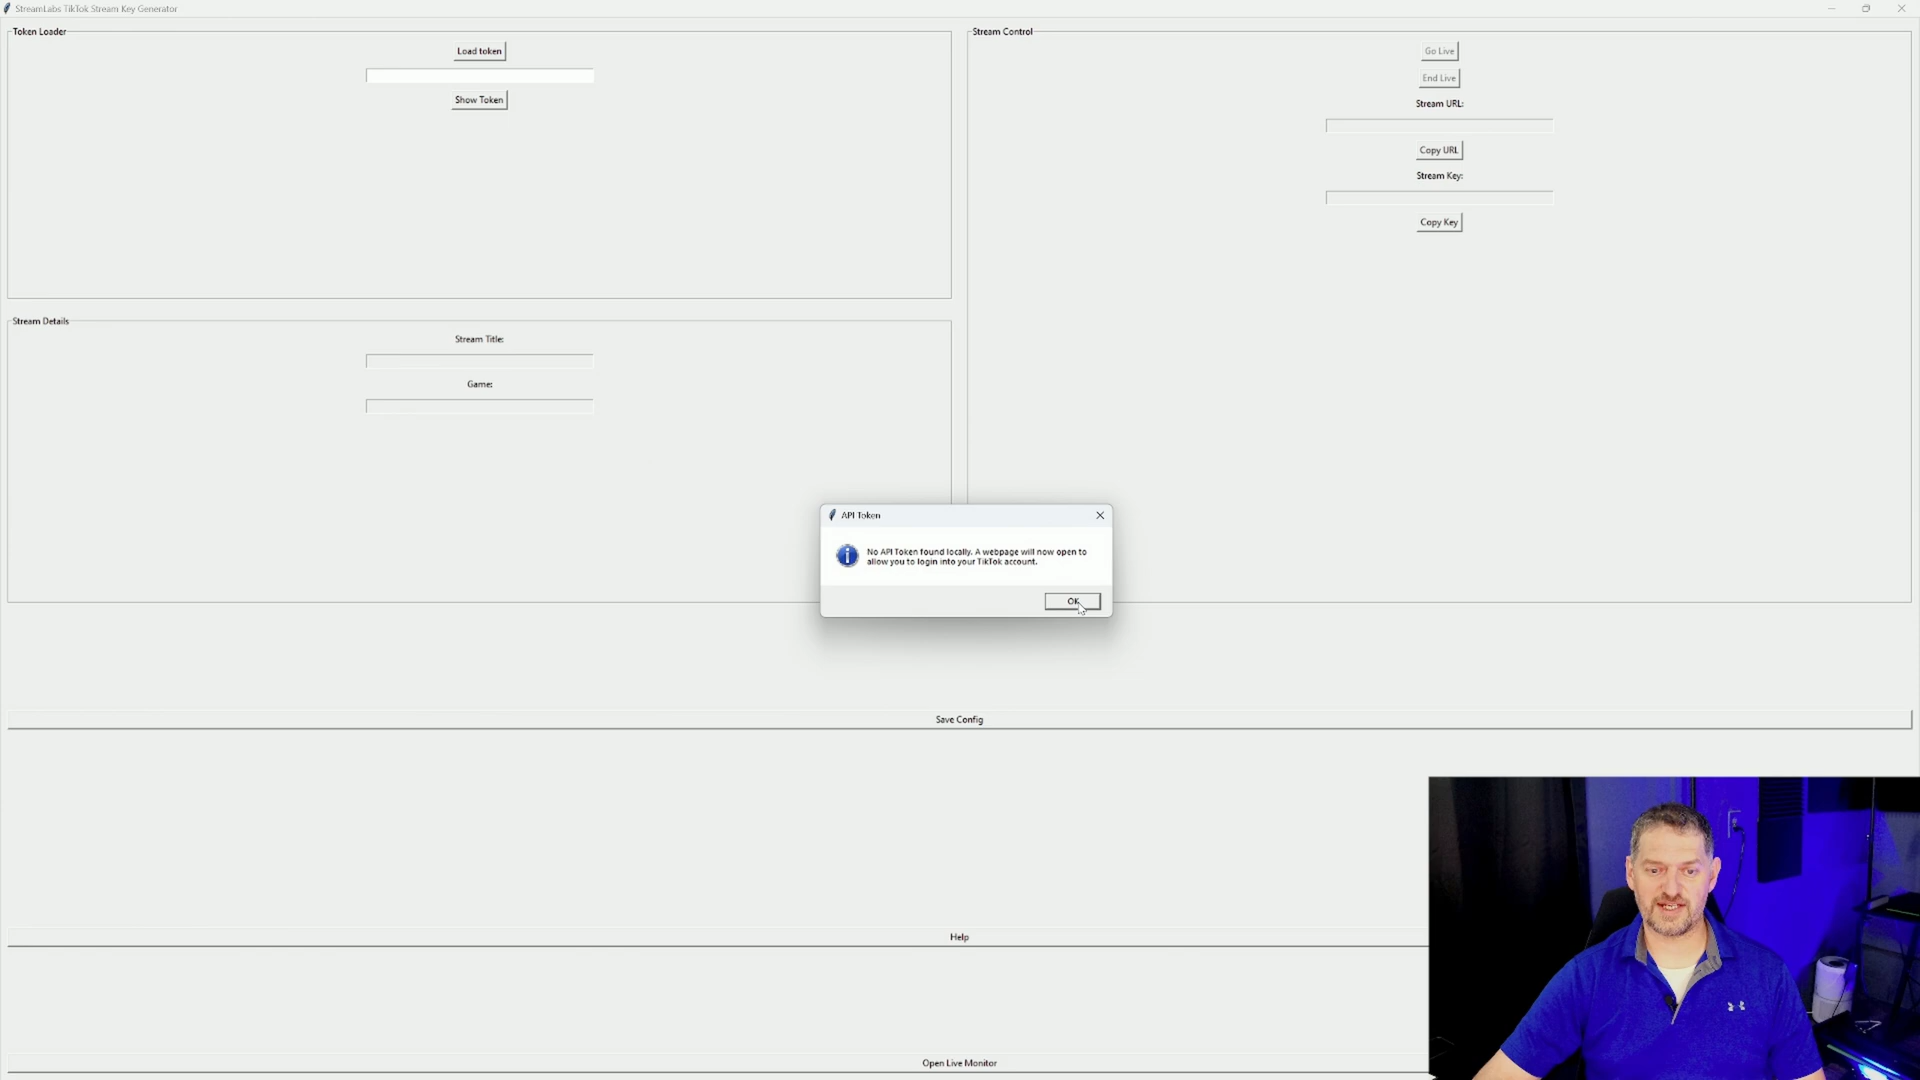 StreamLabs TikTok Stream Key Generator
Token Loader
Load token
Show Token
Stream Details
Stream Title:
Game:
Stream Control
Go Live
End Live
Stream URL:
Copy URL
Stream Key:
Copy Key
API Token
No API Token found locally. A webpage will now open to
allow you to login into your TikTok account.
OK
Save Config
Help
Open Live Monitor